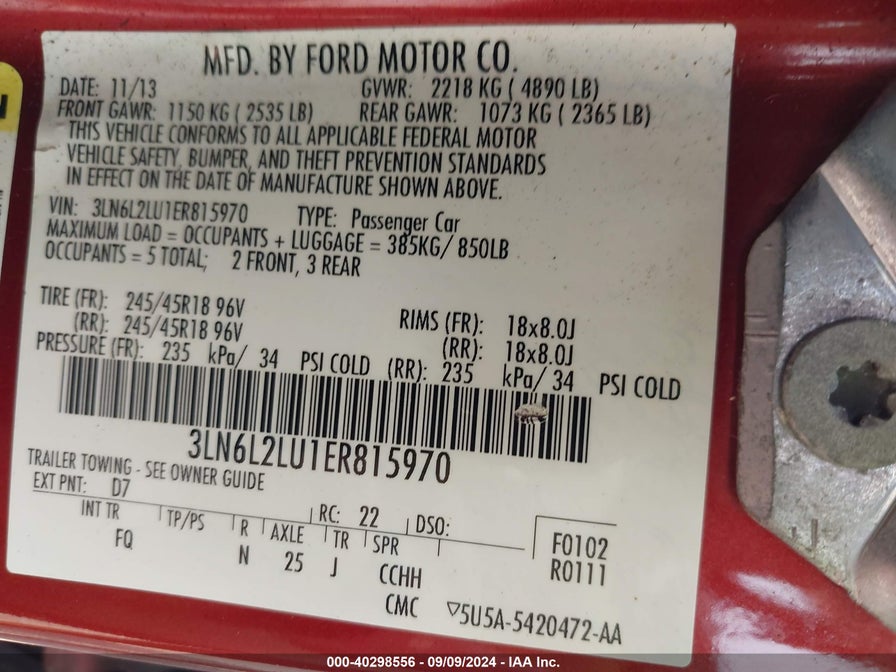 MFD. BY FORD MOTOR CO.
DATE: 11/13 GVWR: 2218 KG ( 4890 LB)
FRONT GAWR: 1150 KG ( 2535 LB) REAR GAWR: 1073 KG ( 2365 LB)
THIS VEHICLE CONFORMS TO ALL APPLICABLE FEDERAL MOTOR
VEHICLE SAFETY, BUMPER, AND THEFT PREVENTION STANDARDS
IN EFFECT ON THE DATE OF MANUFACTURE SHOWN ABOVE.
VIN: 3LN6L2LU1ER815970 TYPE: Passenger Car
MAXIMUM LOAD = OCCUPANTS + LUGGAGE = 385KG/ 850LB
OCCUPANTS = 5 TOTAL; 2 FRONT, 3 REAR
TIRE (FR): 245/45R18 96V RIMS (FR): 18x8.0J
(RR): 245/45R18 96V (RR): 18x8.0J
PRESSURE (FR): 235 kPa/ 34 PSI COLD (RR): 235 kPa/ 34 PSI COLD
3LN6L2LU1ER815970
TRAILER TOWING - SEE OWNER GUIDE
EXT PNT: D7 RC: 22 DSO:
INT TR TP/PS R AXLE TR SPR F0102
FQ N 25 J CCHH R0111
CMC ▽5U5A-5420472-AA
000-40298556 - 09/09/2024 - IAA Inc.